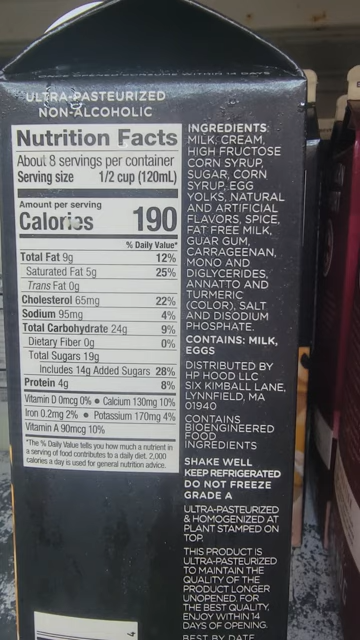 ULTRA-PASTEURIZED
NON-ALCOHOLIC
Nutrition Facts
About 8 servings per container
Serving size 1/2 cup (120mL)
Amount per serving
Calories 190
% Daily Value*
Total Fat 9g 12%
Saturated Fat 5g 25%
Trans Fat 0g
Cholesterol 65mg 22%
Sodium 95mg 4%
Total Carbohydrate 24g 9%
Dietary Fiber 0g 0%
Total Sugars 19g
Includes 14g Added Sugars 28%
Protein 4g 8%
Vitamin D 0mcg 0% • Calcium 130mg 10%
Iron 0.2mg 2% • Potassium 170mg 4%
Vitamin A 90mcg 10%
*The % Daily Value tells you how much a nutrient in
a serving of food contributes to a daily diet. 2,000
calories a day is used for general nutrition advice.
INGREDIENTS:
MILK, CREAM,
HIGH FRUCTOSE
CORN SYRUP,
SUGAR, CORN
SYRUP, EGG
YOLKS, NATURAL
AND ARTIFICIAL
FLAVORS, SPICE,
FAT FREE MILK,
GUAR GUM,
CARRAGEENAN,
MONO AND
DIGLYCERIDES,
ANNATTO AND
TURMERIC
(COLOR), SALT
AND DISODIUM
PHOSPHATE.
CONTAINS: MILK,
EGGS
DISTRIBUTED BY
HP HOOD LLC
SIX KIMBALL LANE,
LYNNFIELD, MA
01940
CONTAINS
BIOENGINEERED
FOOD
INGREDIENTS
SHAKE WELL
KEEP REFRIGERATED
DO NOT FREEZE
GRADE A
ULTRA-PASTEURIZED
& HOMOGENIZED AT
PLANT STAMPED ON
TOP.
THIS PRODUCT IS
ULTRA-PASTEURIZED
TO MAINTAIN THE
QUALITY OF THE
PRODUCT LONGER
UNOPENED. FOR
THE BEST QUALITY,
ENJOY WITHIN 14
DAYS OF OPENING.
BEST BY DATE
4